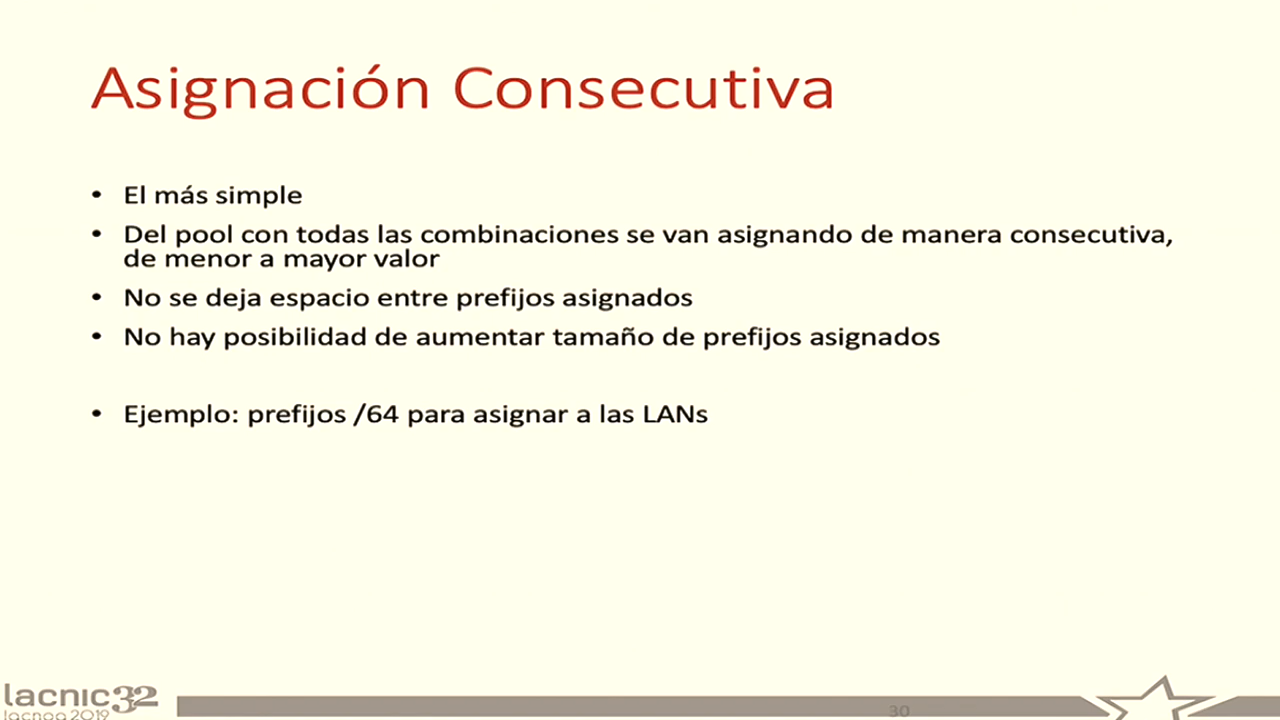 Asignación Consecutiva
• El más simple
• Del pool con todas las combinaciones se van asignando de manera consecutiva,
de menor a mayor valor
• No se deja espacio entre prefijos asignados
• No hay posibilidad de aumentar tamaño de prefijos asignados
• Ejemplo: prefijos /64 para asignar a las LANs
lacnic32
lacnog 2019
30